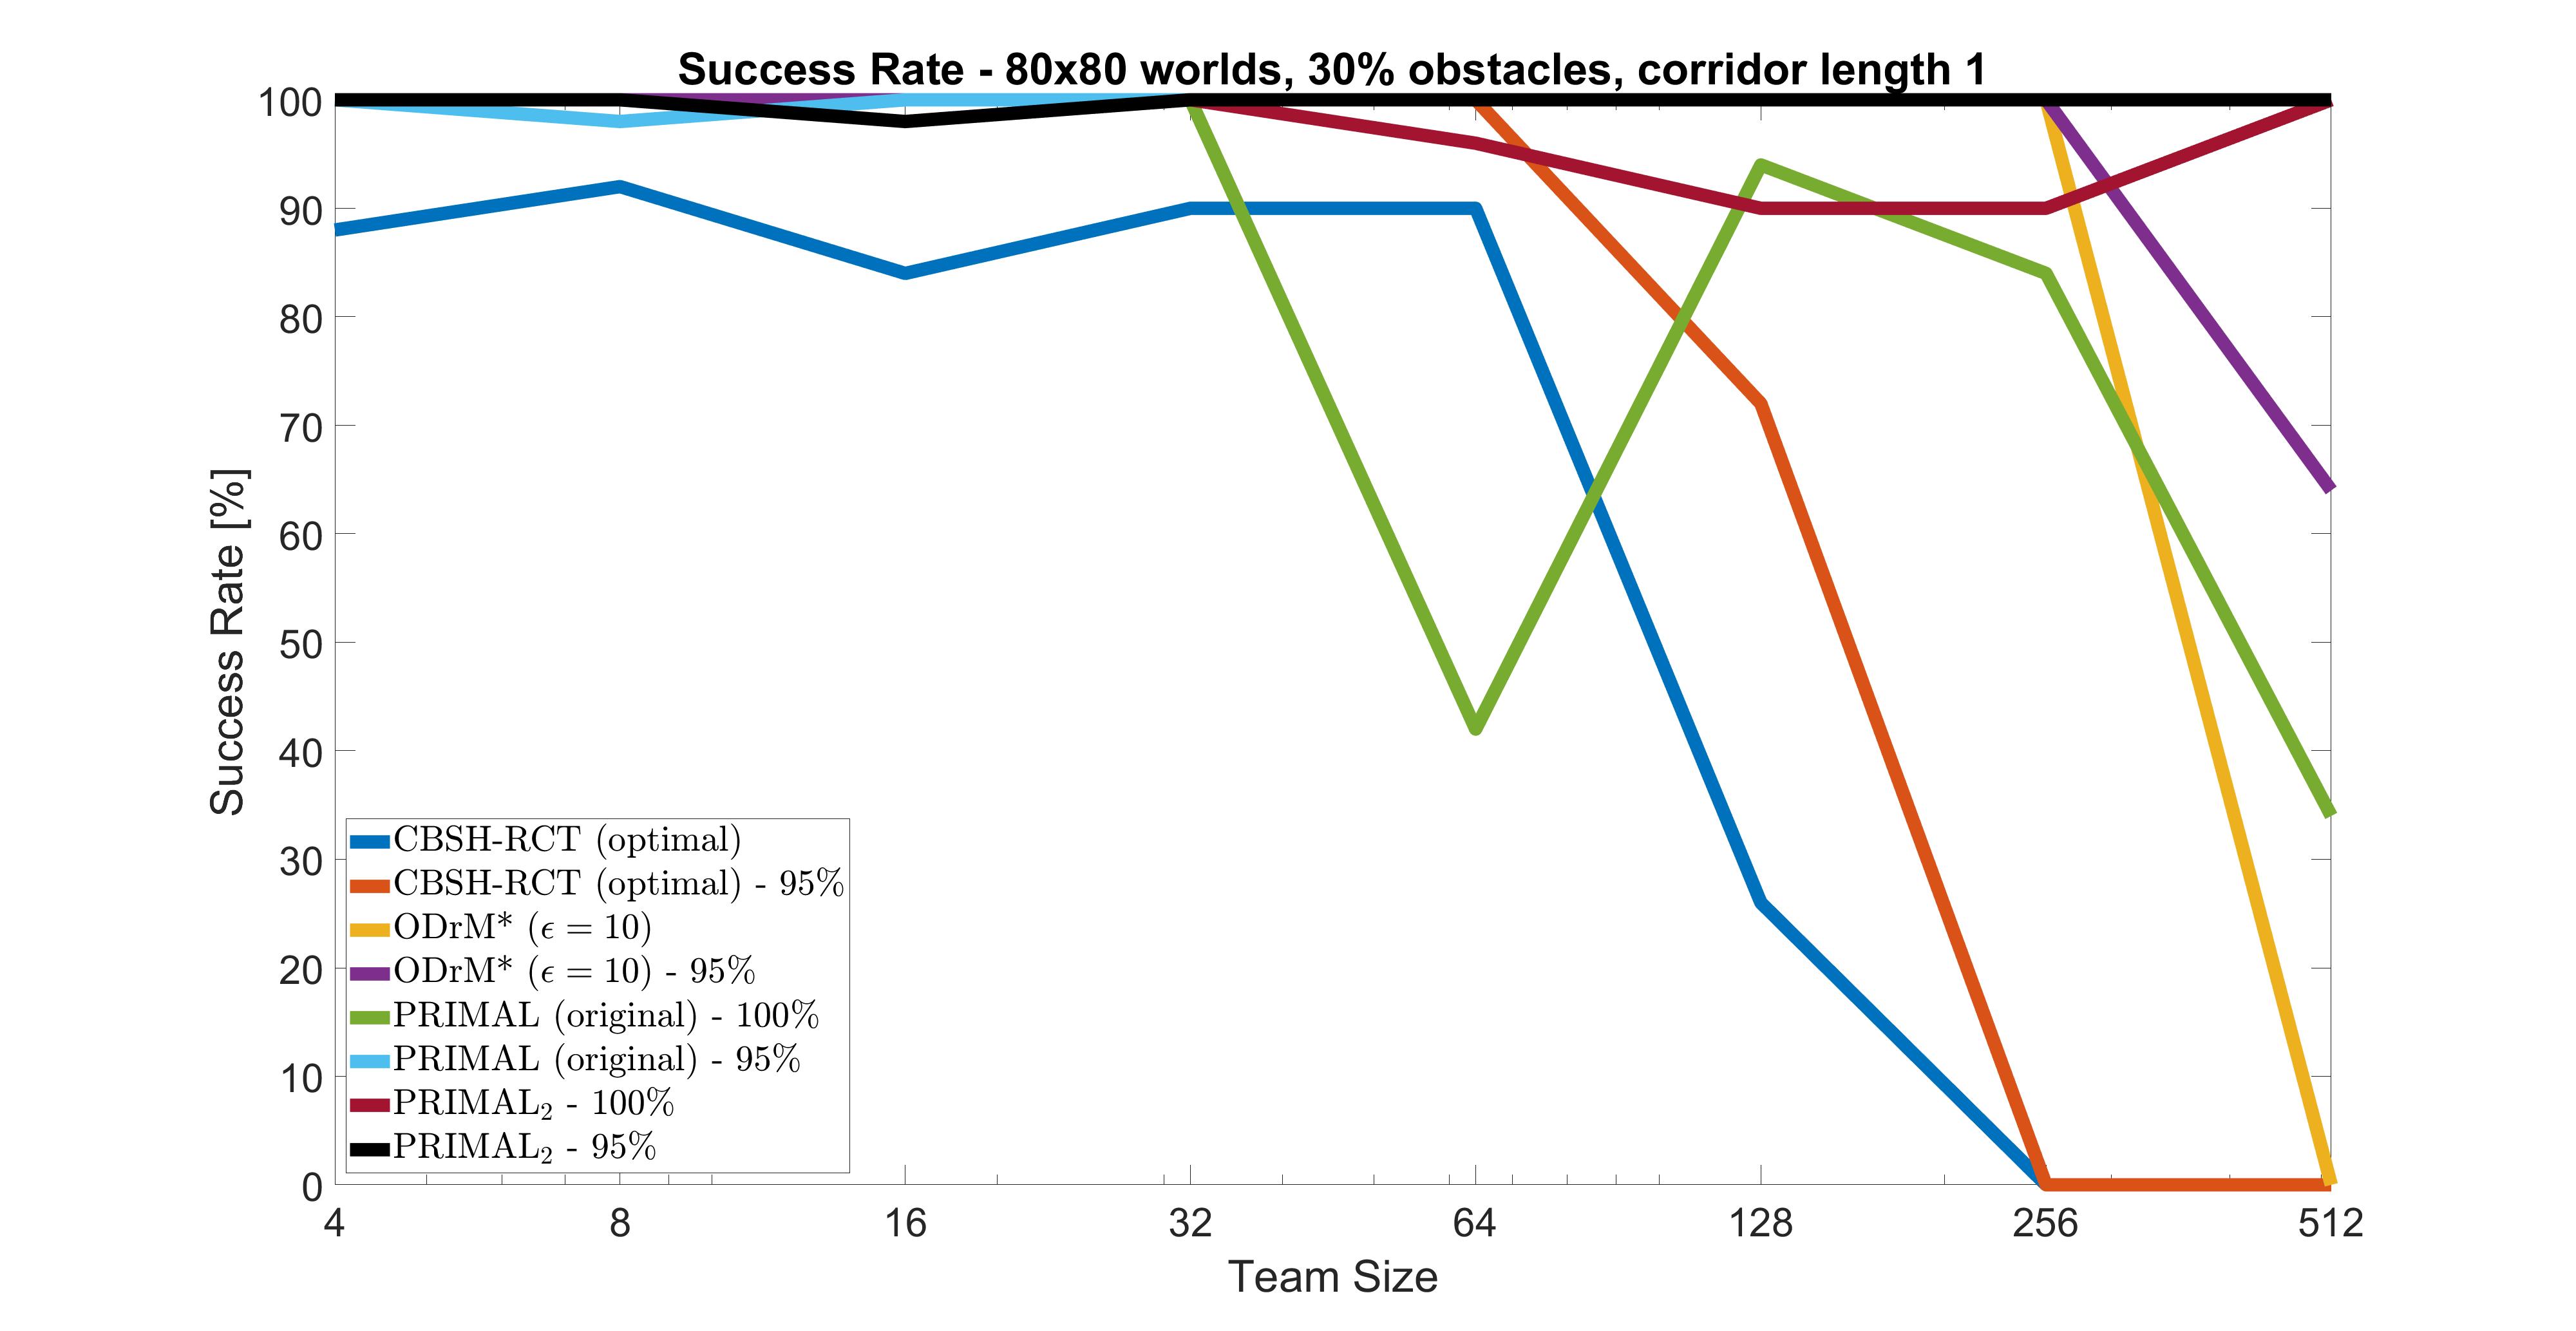 Success Rate - 80x80 worlds, 30% obstacles, corridor length 1
100
90
80
70
60
50
40
30
20
10
0
Success Rate [%]
CBSH-RCT (optimal)
CBSH-RCT (optimal) - 95%
ODrM* (ϵ = 10)
ODrM* (ϵ = 10) - 95%
PRIMAL (original) - 100%
PRIMAL (original) - 95%
PRIMAL₂ - 100%
PRIMAL₂ - 95%
4 8 16 32 64 128 256 512
Team Size